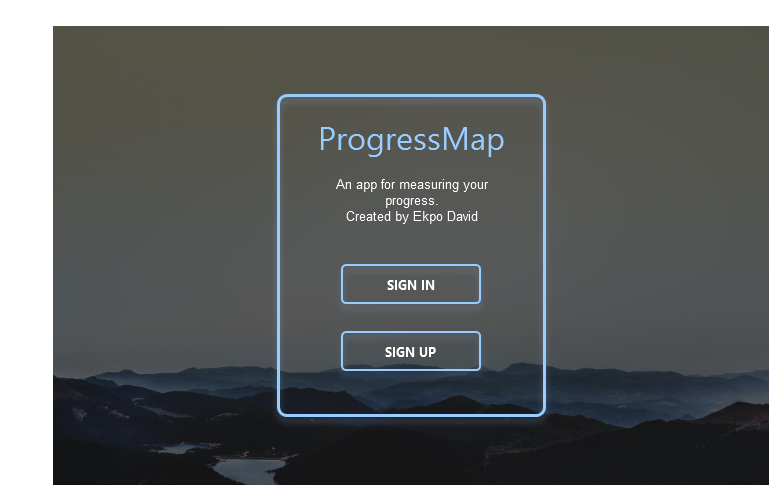 ProgressMap
An app for measuring your
progress.
Created by Ekpo David
SIGN IN
SIGN UP